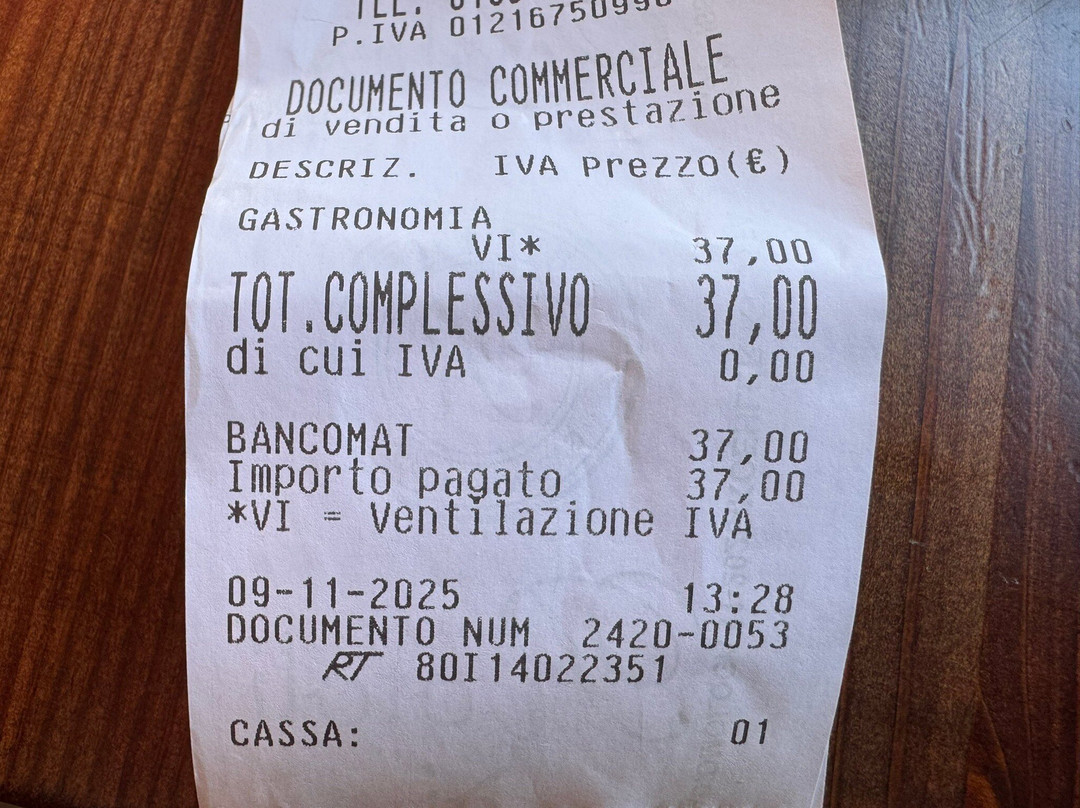 TEL.
P.IVA 01216750990
DOCUMENTO COMMERCIALE
di vendita o prestazione
DESCRIZ. IVA Prezzo(€)
GASTRONOMIA
VI* 37,00
TOT.COMPLESSIVO 37,00
di cui IVA 0,00
BANCOMAT 37,00
Importo pagato 37,00
*VI = Ventilazione IVA
09-11-2025 13:28
DOCUMENTO NUM 2420-0053
RT 80I14022351
CASSA: 01